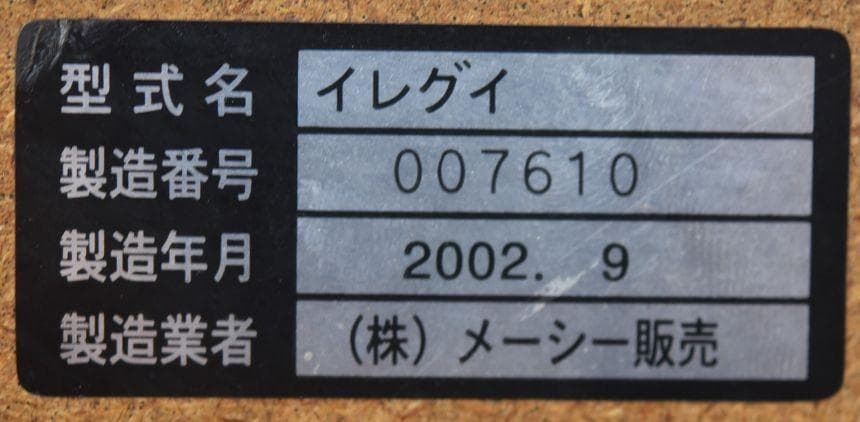 型式名 イレグイ
製造番号 007610
製造年月 2002. 9
製造業者 (株) メーシー販売